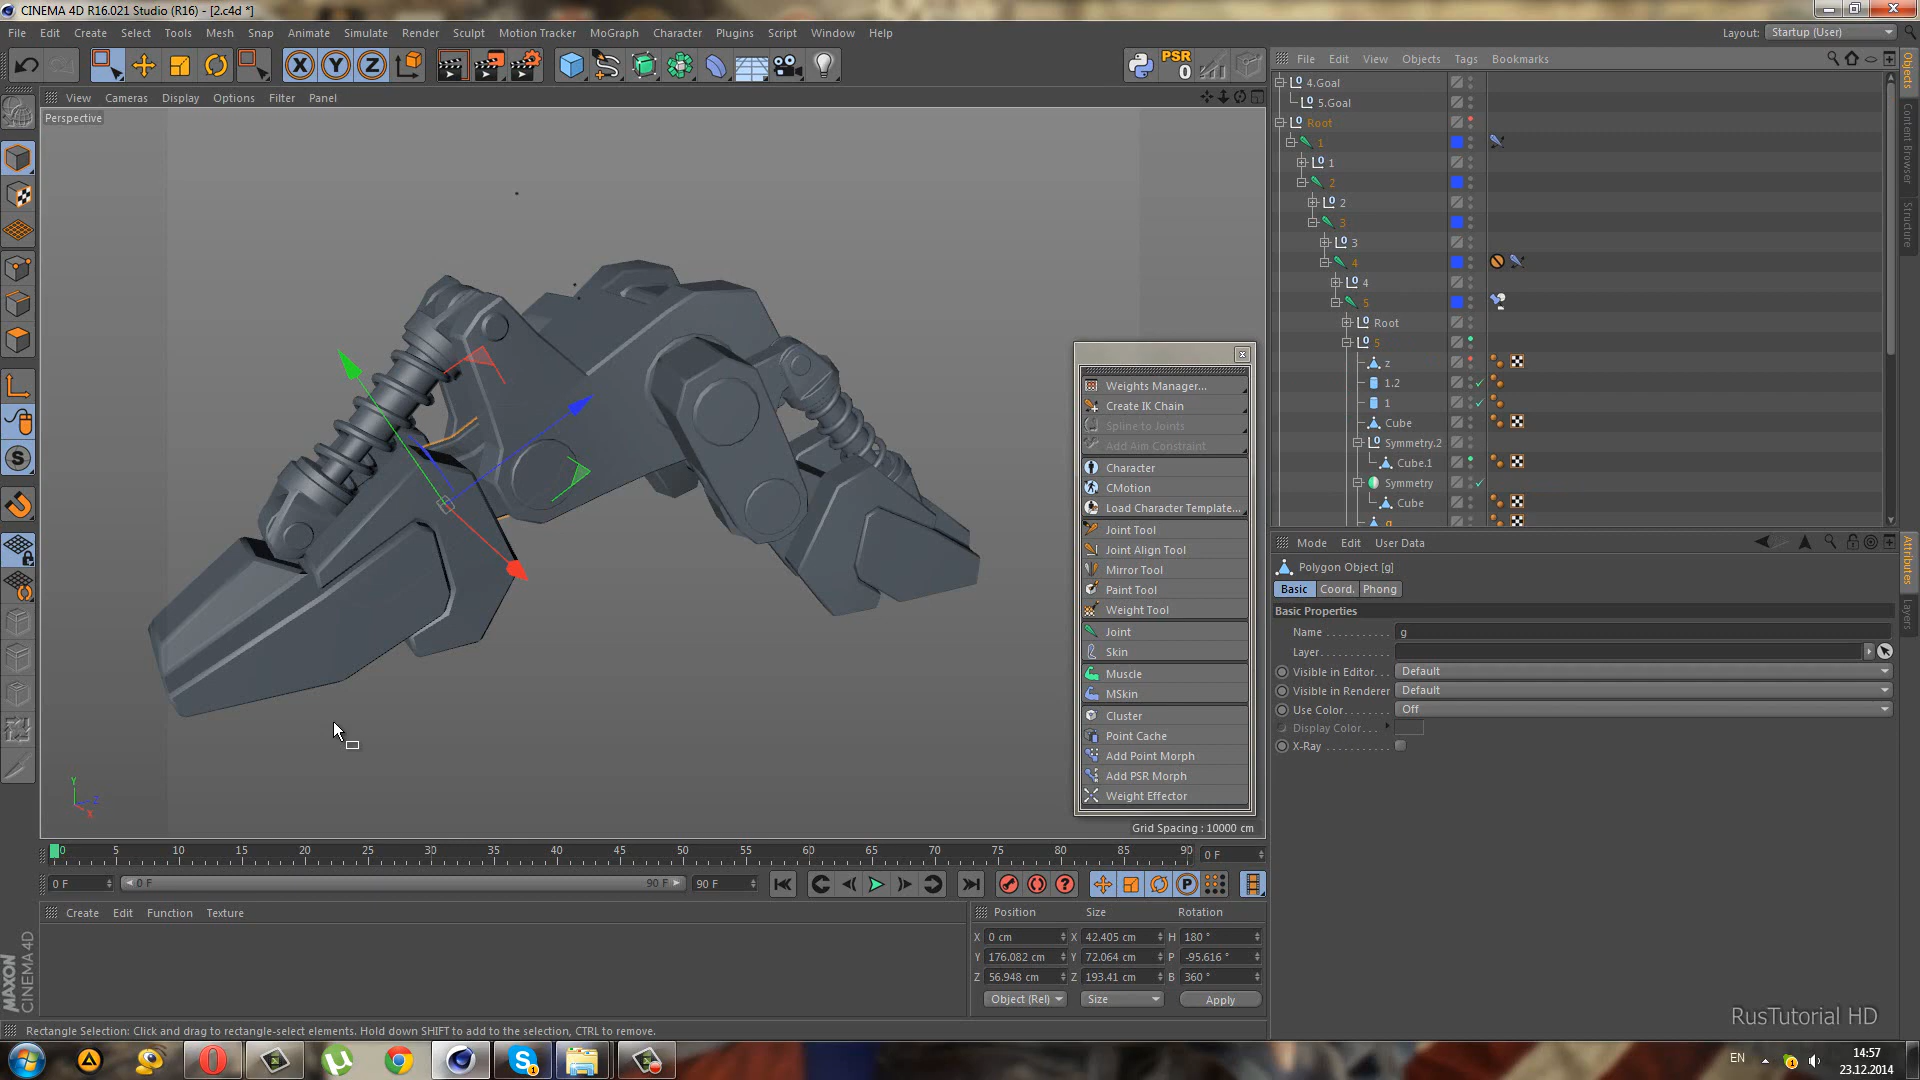 CINEMA 4D R16.021 Studio (R16) - [2.c4d *]
File Edit Create Select Tools Mesh Snap Animate Simulate Render Sculpt Motion Tracker MoGraph Character Plugins Script Window Help
Layout: Startup (User)
X Y Z
PSR
0
File Edit View Objects Tags Bookmarks
View Cameras Display Options Filter Panel
Perspective
4.Goal
5.Goal
Root
1
1
2
2
3
3
4
4
5
Root
5
z
1.2
1
Cube
Symmetry.2
Cube.1
Symmetry
Cube
g
Objects
Content Browser
Structure
Weights Manager...
Create IK Chain
Spline to Joints
Add Aim Constraint
Character
CMotion
Load Character Template...
Joint Tool
Joint Align Tool
Mirror Tool
Paint Tool
Weight Tool
Joint
Skin
Muscle
MSkin
Cluster
Point Cache
Add Point Morph
Add PSR Morph
Weight Effector
Mode Edit User Data
Polygon Object [g]
Basic Coord. Phong
Basic Properties
Name . . . . . . . . . . . g
Layer. . . . . . . . . . . .
Visible in Editor. . . Default
Visible in Renderer Default
Use Color. . . . . . . . Off
Display Color. . .
X-Ray . . . . . . . . . .
Attributes
Layers
Y
Z
X
Grid Spacing : 10000 cm
0 5 10 15 20 25 30 35 40 45 50 55 60 65 70 75 80 85 90
0 F
0 F 0 F 90 F 90 F
Create Edit Function Texture
Position Size Rotation
X 0 cm X 42.405 cm H 180 °
Y 176.082 cm Y 72.064 cm P -95.616 °
Z 56.948 cm Z 193.41 cm B 360 °
Object (Rel) Size Apply
MAXON
CINEMA 4D
RusTutorial HD
Rectangle Selection: Click and drag to rectangle-select elements. Hold down SHIFT to add to the selection, CTRL to remove.
EN
14:57
23.12.2014